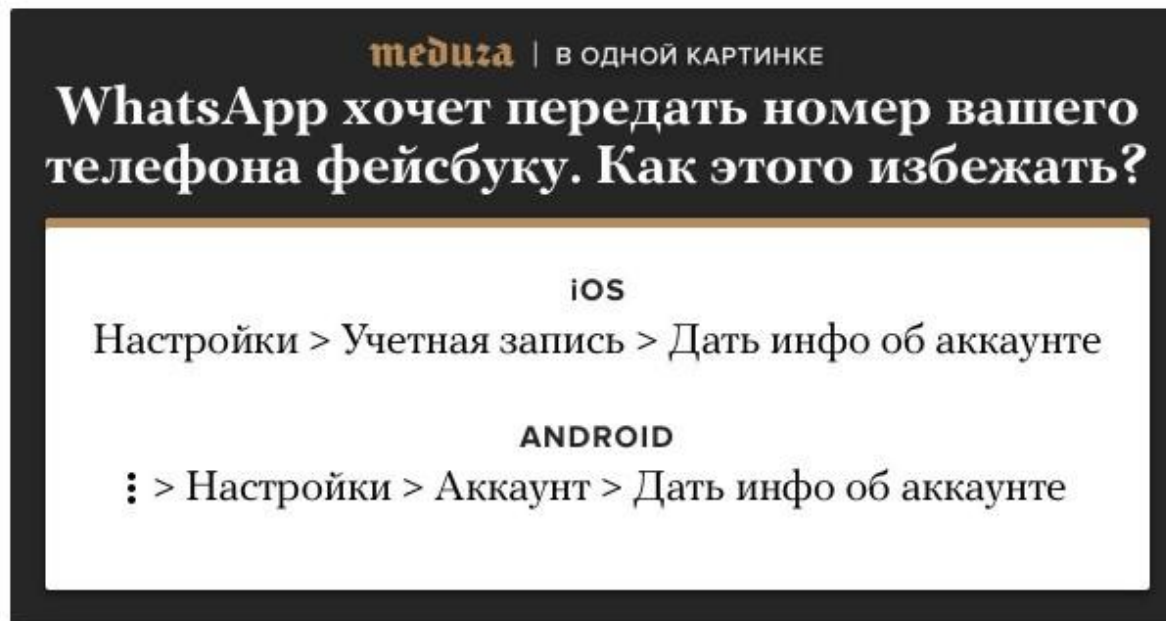 meduza | В ОДНОЙ КАРТИНКЕ
WhatsApp хочет передать номер вашего
телефона фейсбуку. Как этого избежать?
iOS
Настройки > Учетная запись > Дать инфо об аккаунте
ANDROID
⋮ > Настройки > Аккаунт > Дать инфо об аккаунте